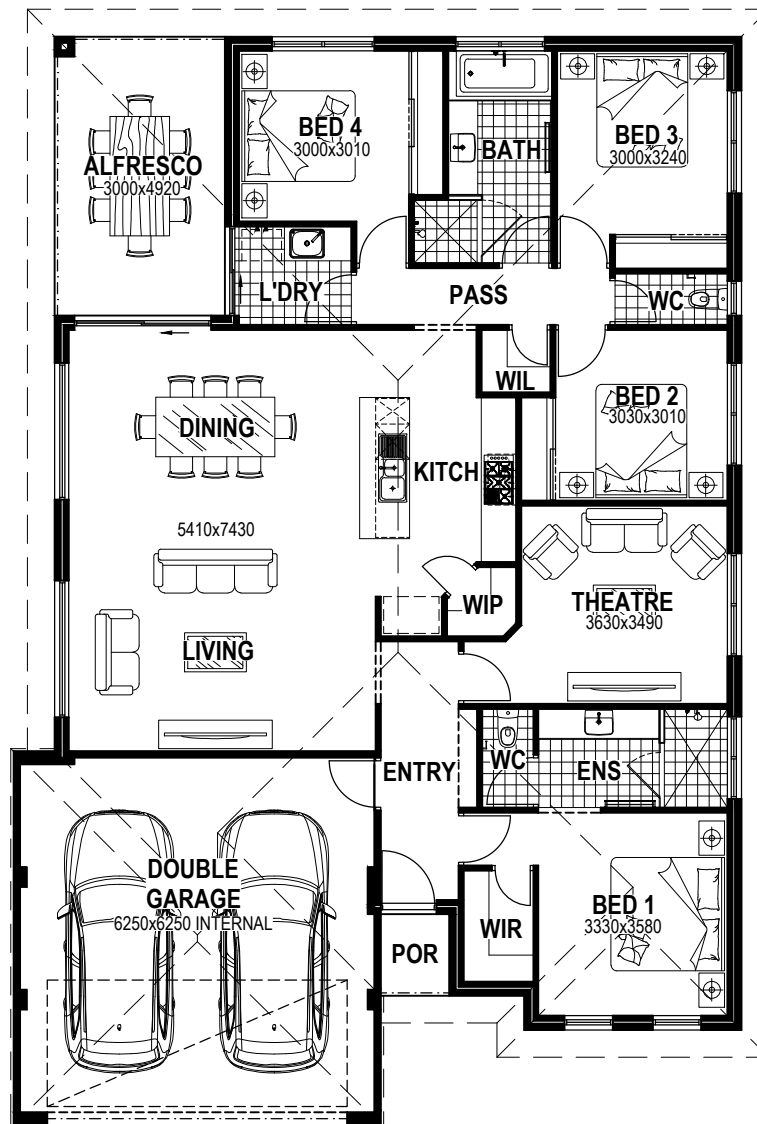 BED 4
3000x3010
BATH
BED 3
3000x3240
ALFRESCO
3000x4920
L'DRY
PASS
WC
WIL
BED 2
3030x3010
DINING
KITCH
5410x7430
WIP
THEATRE
3630x3490
LIVING
ENTRY
WC
ENS
DOUBLE
GARAGE
6250x6250 INTERNAL
WIR
BED 1
3330x3580
POR